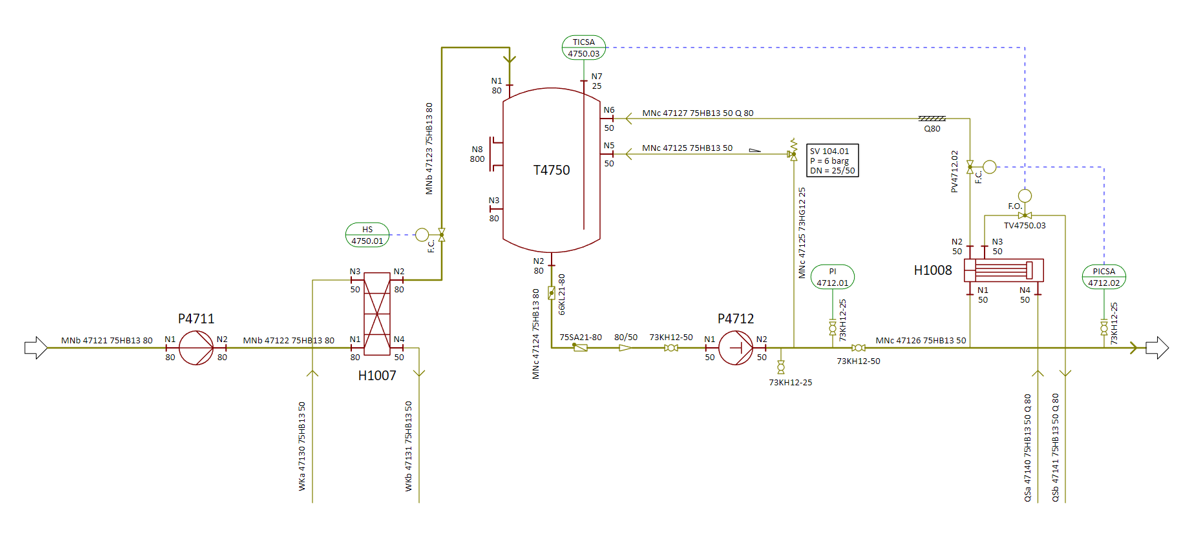 TICSA
4750.03
N1
80
N7
25
N6
50
MNc 47127 75HB13 50 Q 80
Q80
MNb 47123 75HB13 80
N8
800
T4750
N5
50
MNc 47125 75HB13 50
SV 104.01
P = 6 barg
DN = 25/50
PV4712.02
F.C.
N3
80
F.O.
TV4750.03
HS
4750.01
F.C.
MNc 47125 73HG12 25
N2
80
N2
50
N3
50
H1008
N3
50
N2
80
66KL21-80
PI
4712.01
PICSA
4712.02
N1
50
N4
50
MNc 47124 75HB13 80
73KH12-25
73KH12-25
P4711
P4712
MNb 47121 75HB13 80
N1
80
N2
80
MNb 47122 75HB13 80
N1
80
N4
50
75SA21-80
80/50
73KH12-50
N1
50
N2
50
MNc 47126 75HB13 50
73KH12-50
H1007
73KH12-25
WKa 47130 75HB13 50
WKb 47131 75HB13 50
QSa 47140 75HB13 50 Q 80
QSb 47141 75HB13 50 Q 80